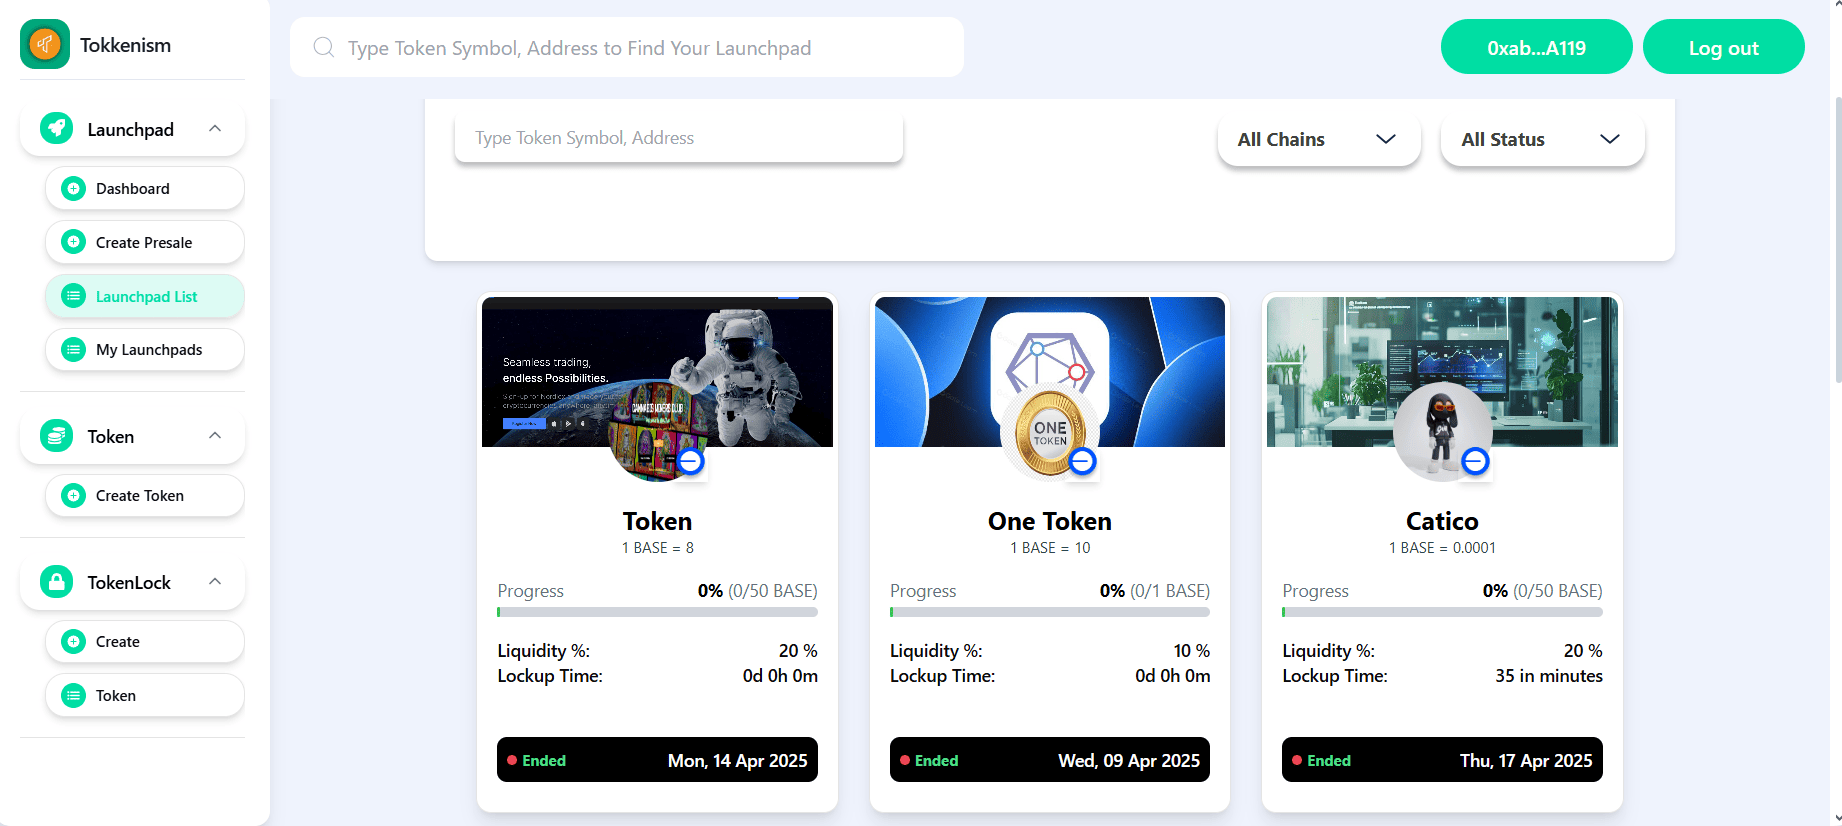 Tokkenism
Type Token Symbol, Address to Find Your Launchpad
0xab...A119
Log out
Launchpad
Dashboard
Create Presale
Launchpad List
My Launchpads
Token
Create Token
TokenLock
Create
Token
Type Token Symbol, Address
All Chains
All Status
Seamless trading,
endless Possibilities.
CANNABIS MOVERS CLUB
Token
1 BASE = 8
Progress
0% (0/50 BASE)
Liquidity %:
20 %
Lockup Time:
0d 0h 0m
Ended
Mon, 14 Apr 2025
ONE
TOKEN
One Token
1 BASE = 10
Progress
0% (0/1 BASE)
Liquidity %:
10 %
Lockup Time:
0d 0h 0m
Ended
Wed, 09 Apr 2025
Catico
1 BASE = 0.0001
Progress
0% (0/50 BASE)
Liquidity %:
20 %
Lockup Time:
35 in minutes
Ended
Thu, 17 Apr 2025